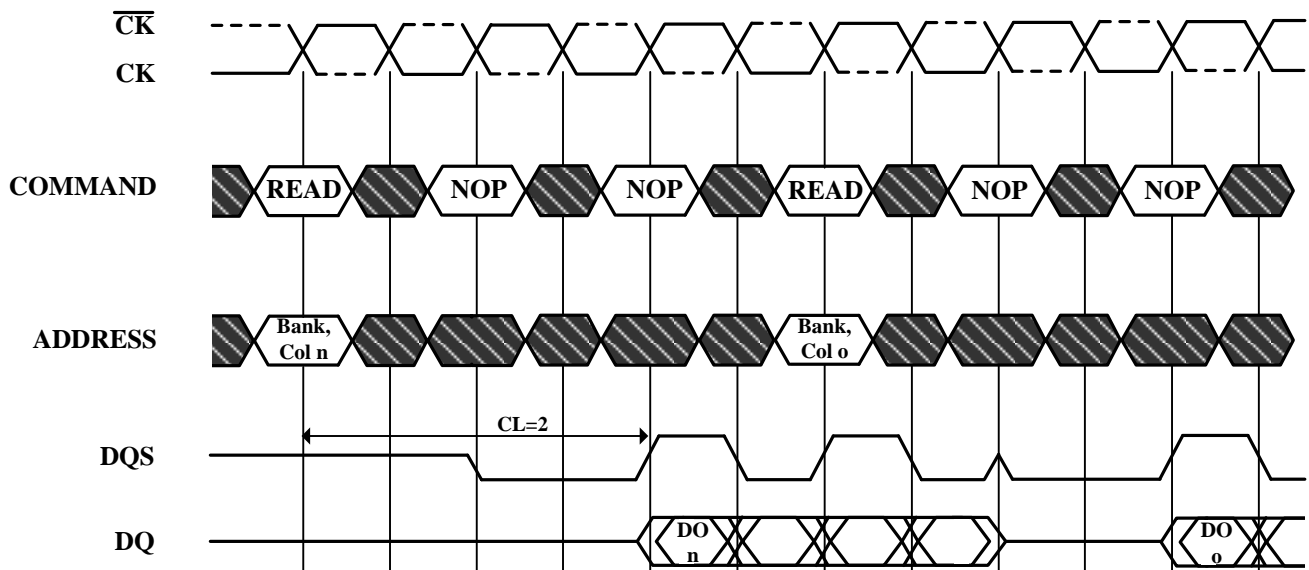 CK
CK
COMMAND
READ
NOP
NOP
READ
NOP
NOP
ADDRESS
Bank,
Col n
Bank,
Col o
CL=2
DQS
DQ
DO
n
DO
o